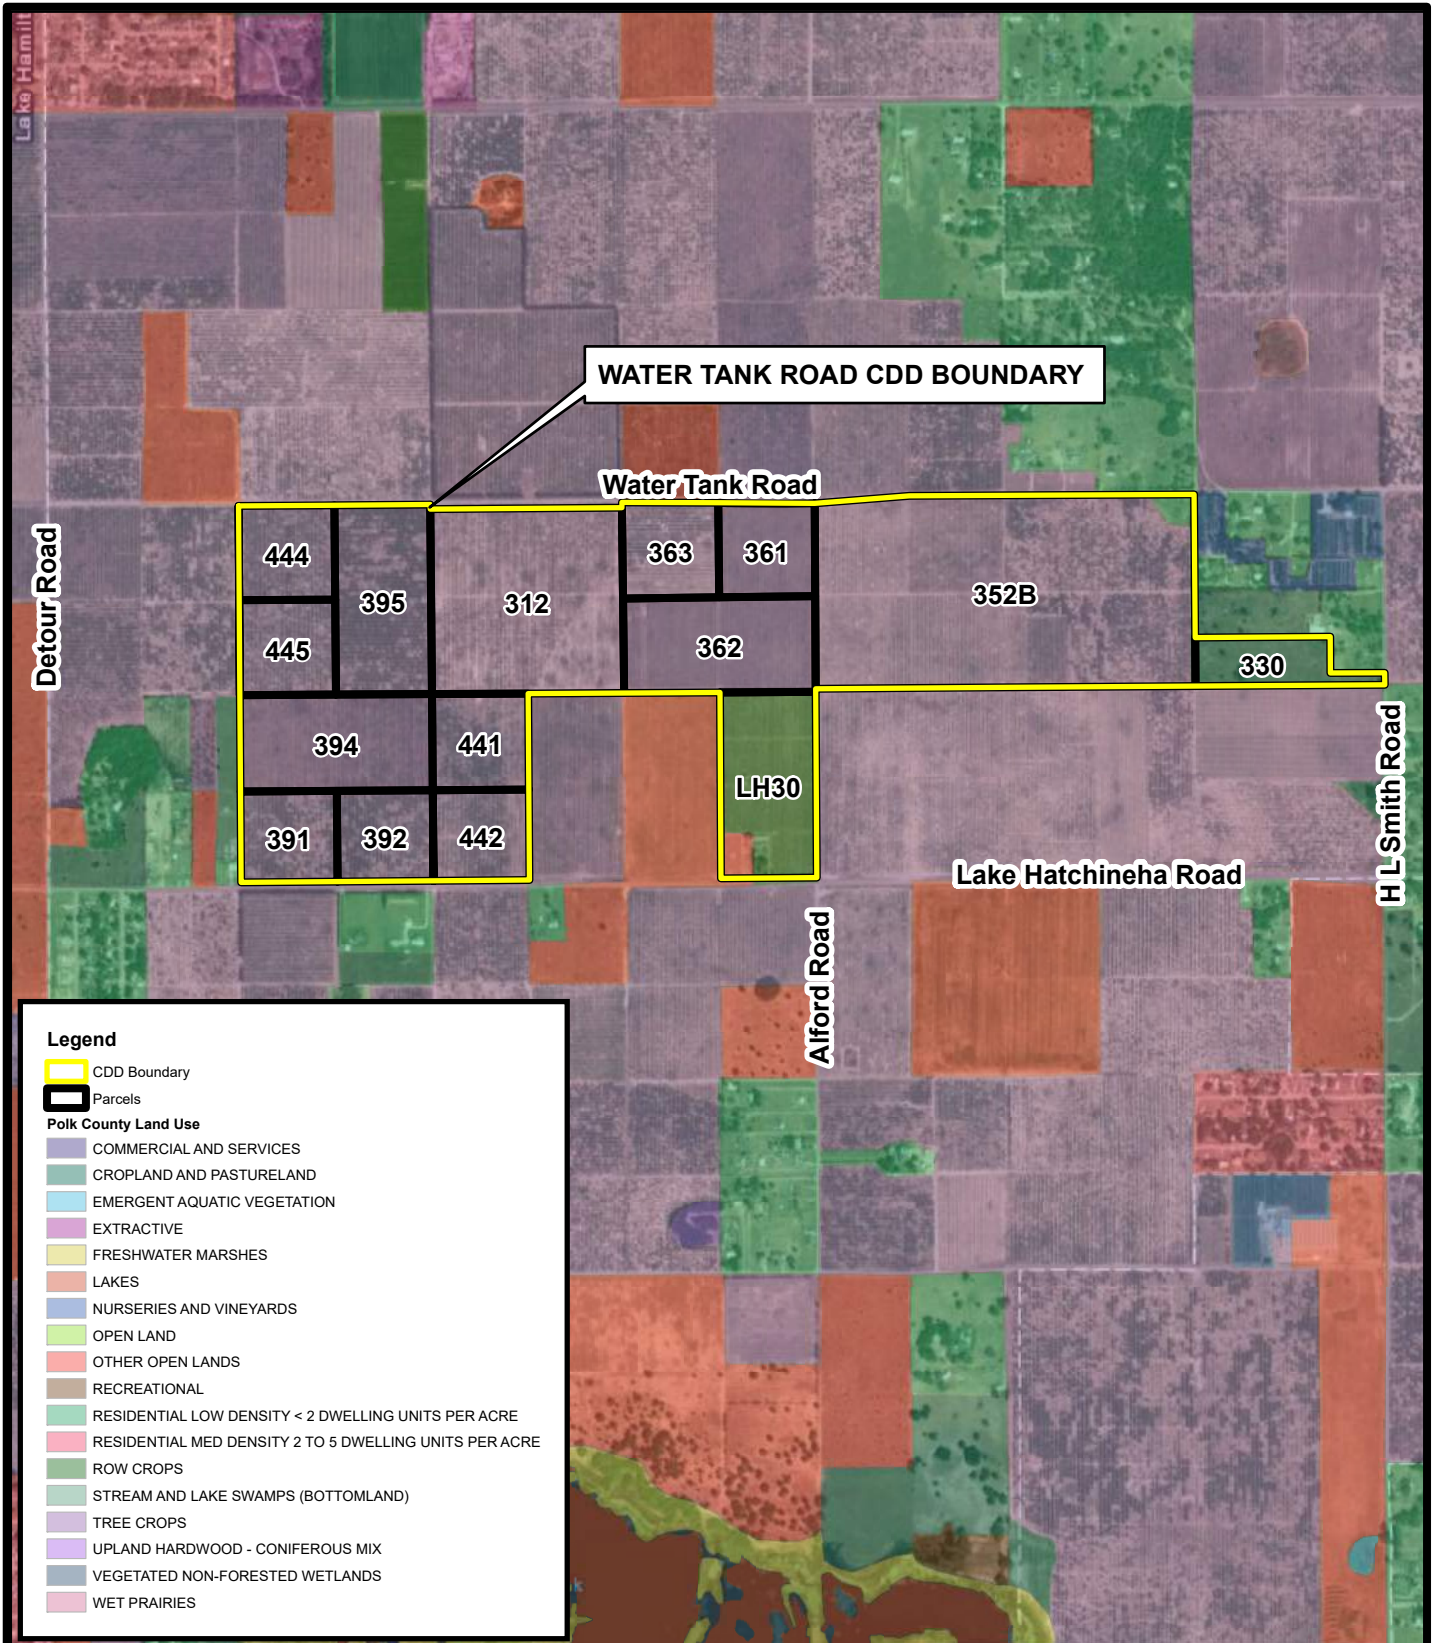 Lake Hamilt
WATER TANK ROAD CDD BOUNDARY
Water Tank Road
Detour Road
444
395
312
363
361
352B
445
362
330
394
441
LH30
391
392
442
H L Smith Road
Lake Hatchineha Road
Alford Road
Legend
CDD Boundary
Parcels
Polk County Land Use
COMMERCIAL AND SERVICES
CROPLAND AND PASTURELAND
EMERGENT AQUATIC VEGETATION
EXTRACTIVE
FRESHWATER MARSHES
LAKES
NURSERIES AND VINEYARDS
OPEN LAND
OTHER OPEN LANDS
RECREATIONAL
RESIDENTIAL LOW DENSITY < 2 DWELLING UNITS PER ACRE
RESIDENTIAL MED DENSITY 2 TO 5 DWELLING UNITS PER ACRE
ROW CROPS
STREAM AND LAKE SWAMPS (BOTTOMLAND)
TREE CROPS
UPLAND HARDWOOD - CONIFEROUS MIX
VEGETATED NON-FORESTED WETLANDS
WET PRAIRIES